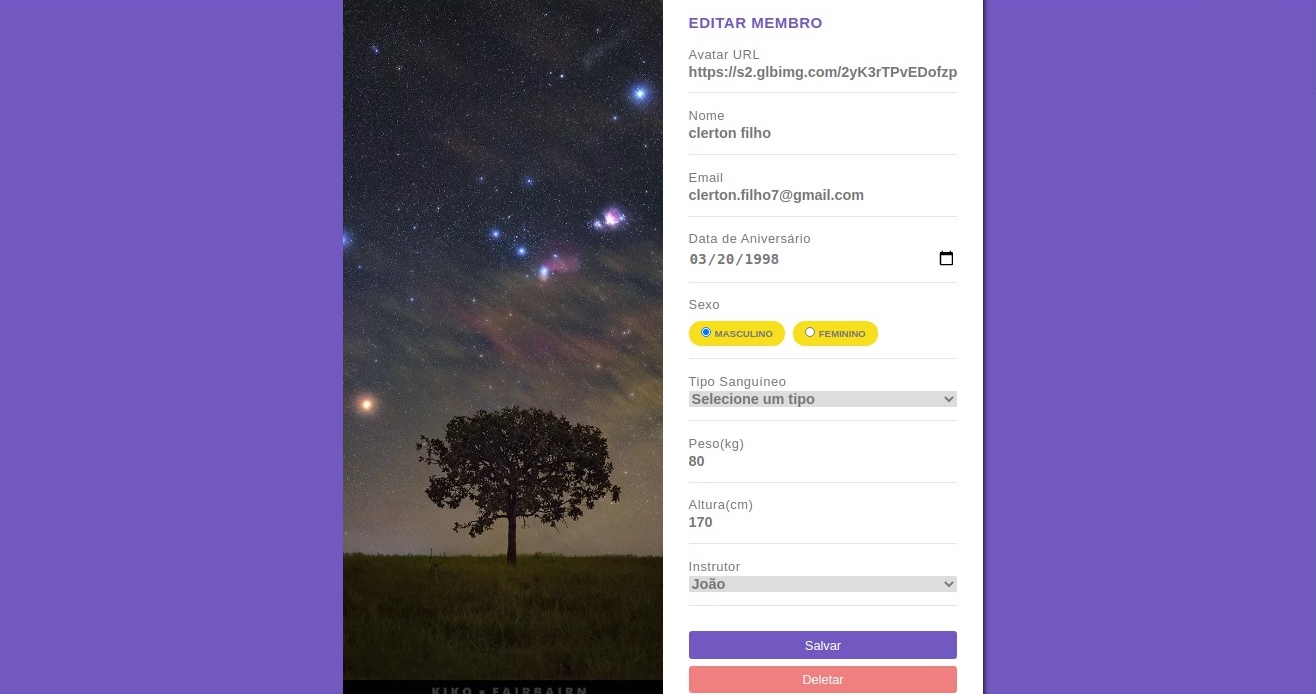 EDITAR MEMBRO
Avatar URL
https://s2.glbimg.com/2yK3rTPvEDofzp
Nome
clerton filho
Email
clerton.filho7@gmail.com
Data de Aniversário
03/20/1998
Sexo
MASCULINO FEMININO
Tipo Sanguíneo
Selecione um tipo
Peso(kg)
80
Altura(cm)
170
Instrutor
João
Salvar
Deletar
KIKO • FAIRBAIRN